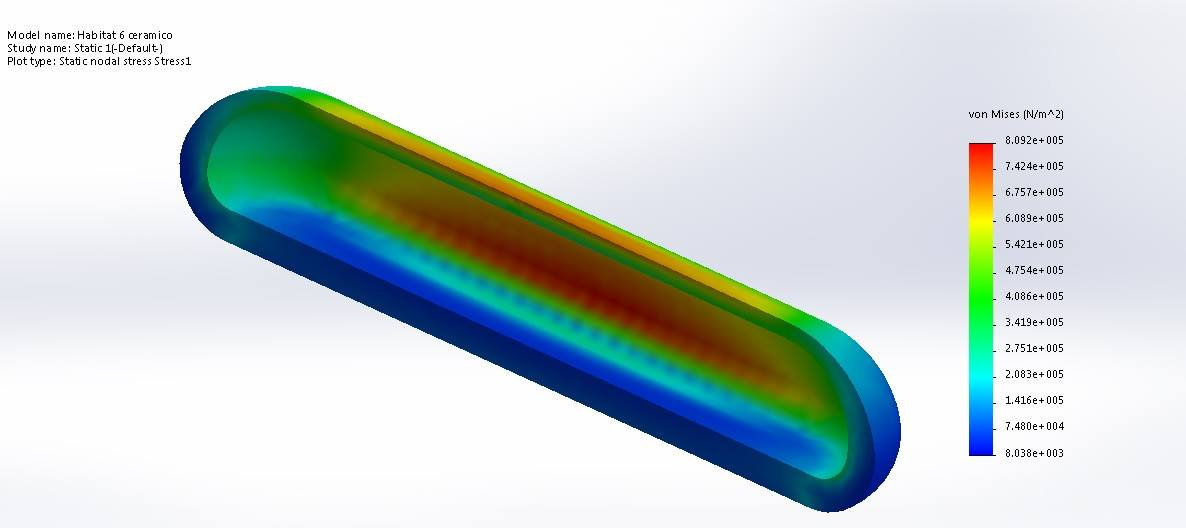 Model name: Habitat 6 ceramico
Study name: Static 1(-Default-)
Plot type: Static nodal stress Stress1
von Mises (N/m^2)
8.092e+005
7.424e+005
6.757e+005
6.089e+005
5.421e+005
4.754e+005
4.086e+005
3.419e+005
2.751e+005
2.083e+005
1.416e+005
7.480e+004
8.038e+003